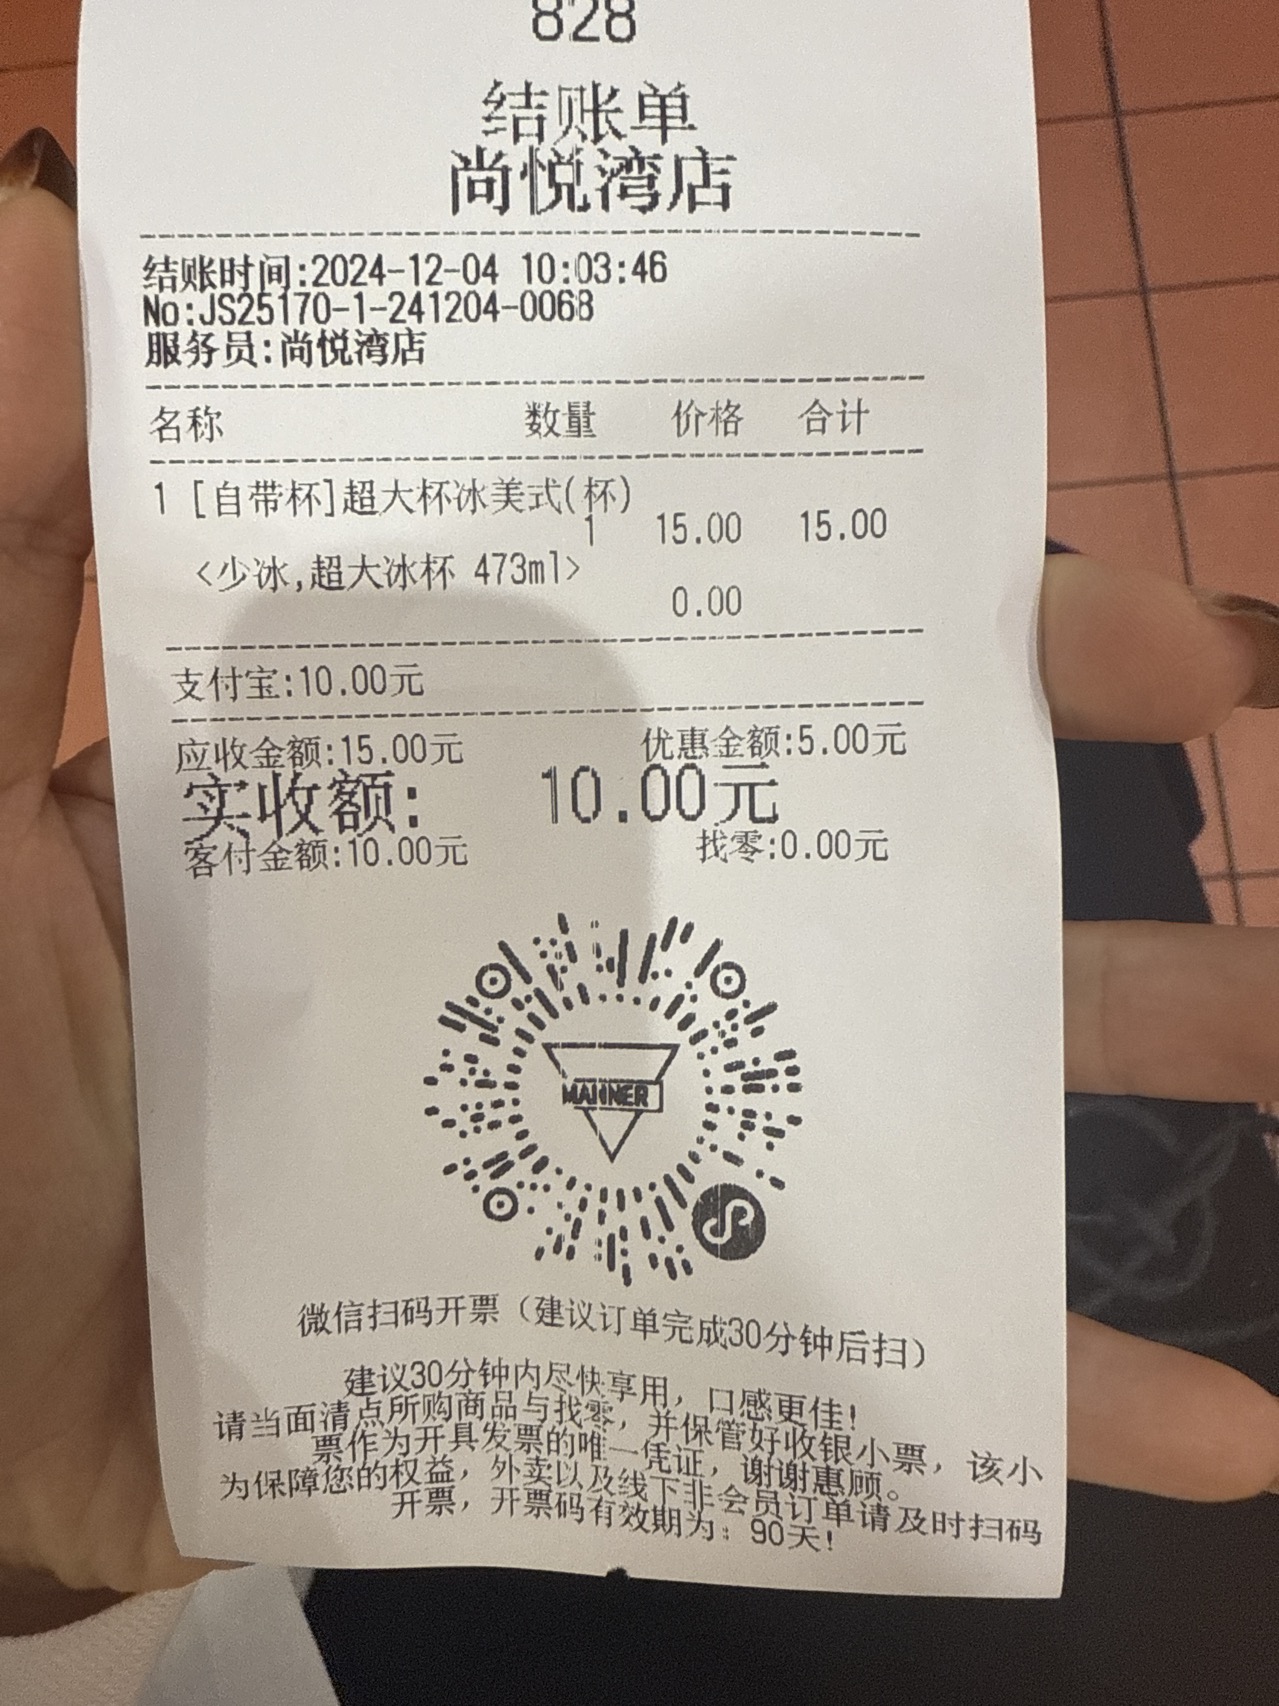 828
结账单
尚悦湾店
结账时间:2024-12-04 10:03:46
No:JS25170-1-241204-0068
服务员:尚悦湾店
名称 数量 价格 合计
1 [自带杯]超大杯冰美式(杯)
1 15.00 15.00
<少冰,超大冰杯 473ml>
0.00
支付宝:10.00元
应收金额:15.00元 优惠金额:5.00元
实收额: 10.00元
客付金额:10.00元 找零:0.00元
MANNER
微信扫码开票（建议订单完成30分钟后扫）
建议30分钟内尽快享用，口感更佳!
请当面清点所购商品与找零，并保管好收银小票，该小
票作为开具发票的唯一凭证，谢谢惠顾。
为保障您的权益，外卖以及线下非会员订单请及时扫码
开票，开票码有效期为: 90天!